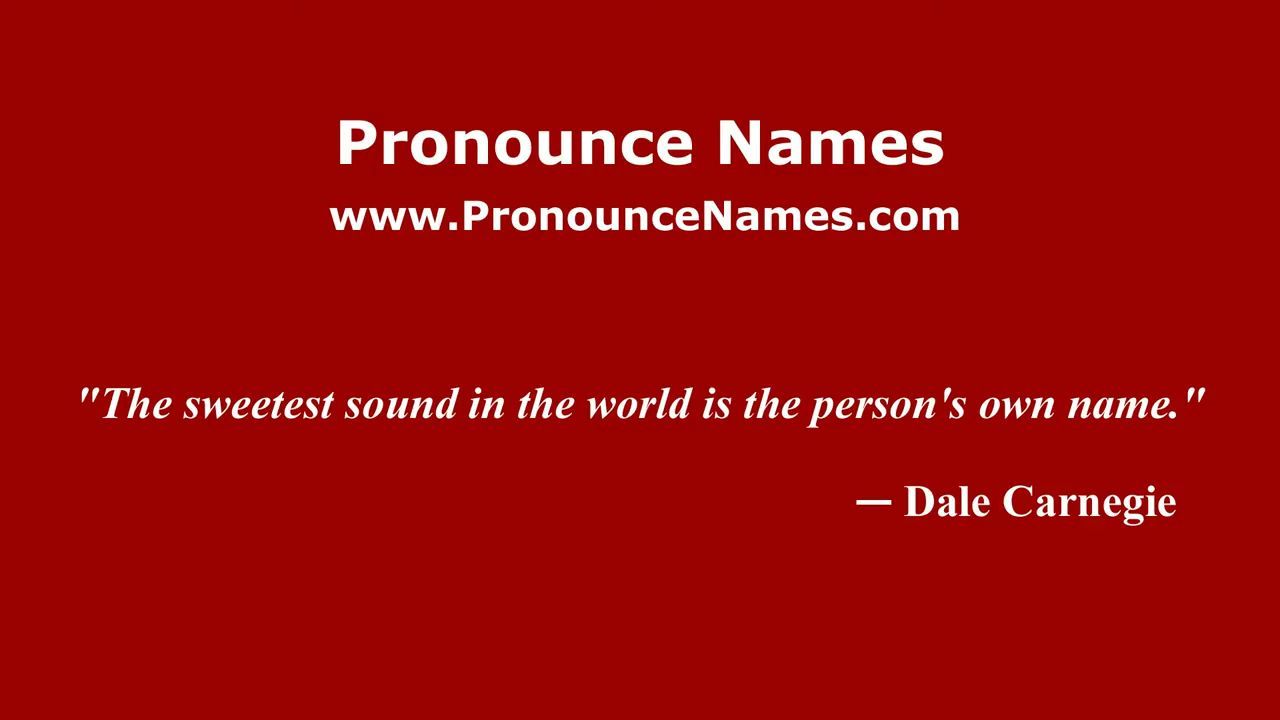 Pronounce Names
www.PronounceNames.com
"The sweetest sound in the world is the person's own name."
— Dale Carnegie